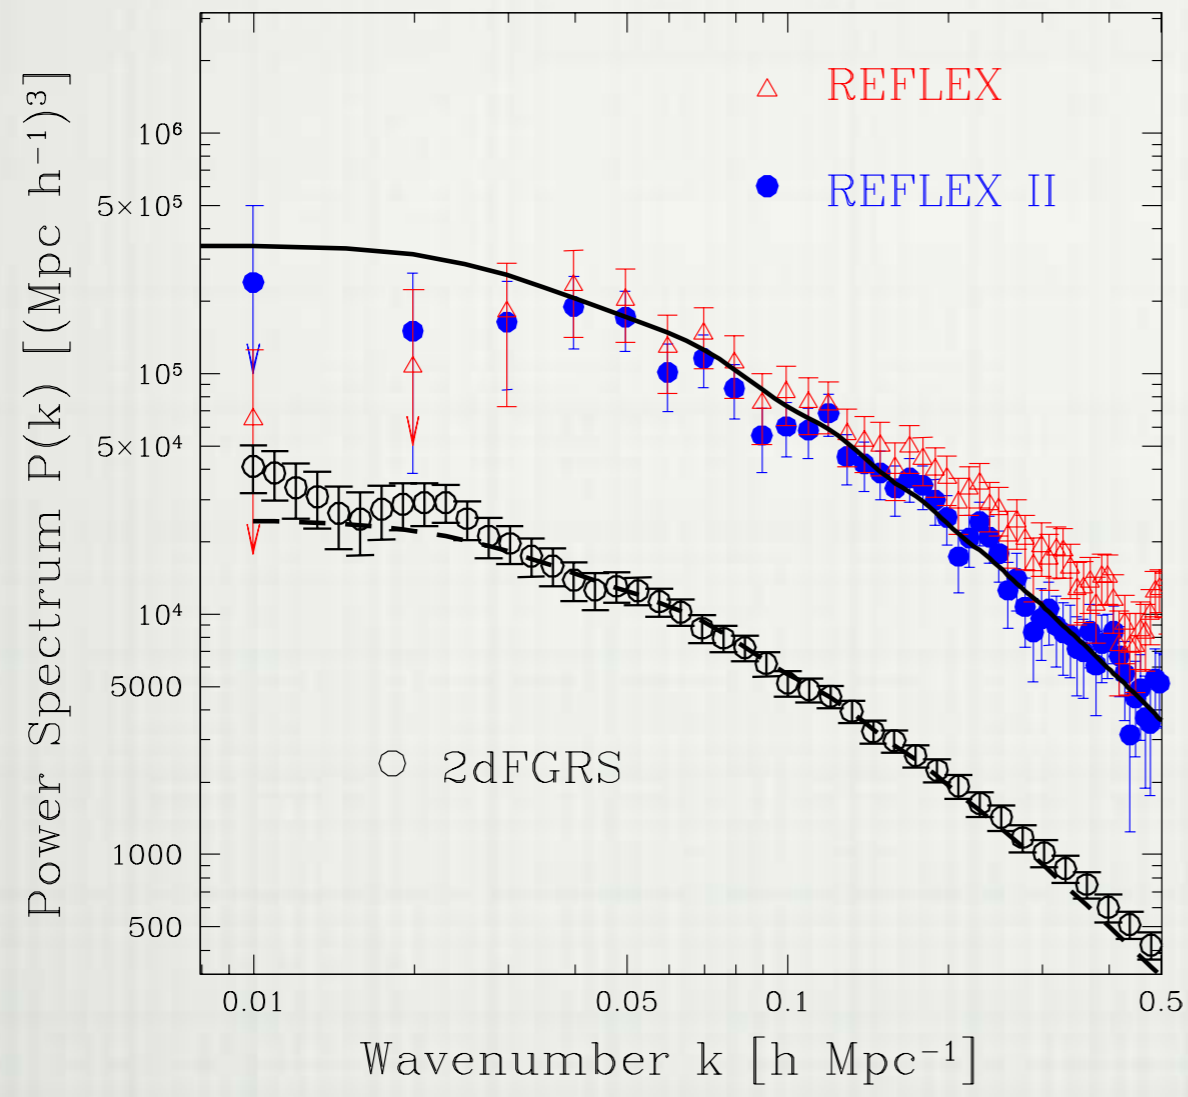 Power Spectrum P(k) [(Mpc h⁻¹)³]
10⁶
5×10⁵
10⁵
5×10⁴
10⁴
5000
1000
500
REFLEX
REFLEX II
2dFGRS
0.01 0.05 0.1 0.5
Wavenumber k [h Mpc⁻¹]